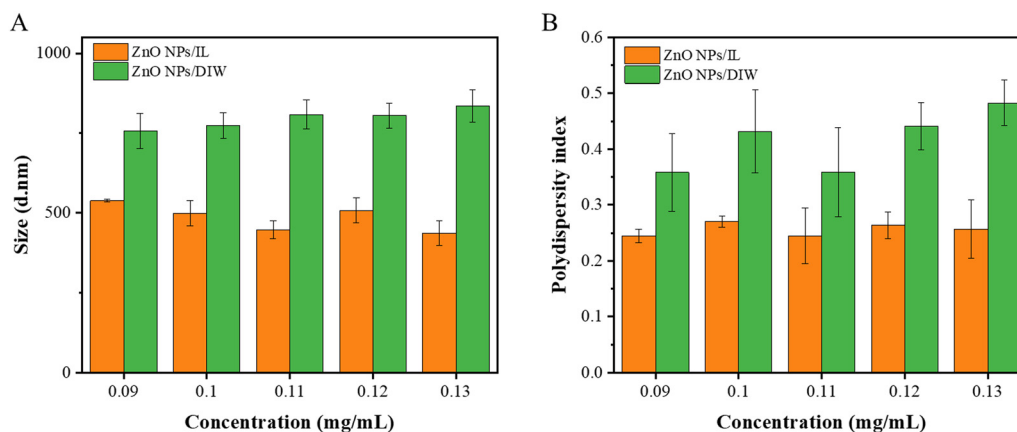 A
1000
500
0
Size (d.nm)
ZnO NPs/IL
ZnO NPs/DIW
0.09 0.1 0.11 0.12 0.13
Concentration (mg/mL)
B
0.6
0.5
0.4
0.3
0.2
0.1
0.0
Polydispersity index
ZnO NPs/IL
ZnO NPs/DIW
0.09 0.1 0.11 0.12 0.13
Concentration (mg/mL)